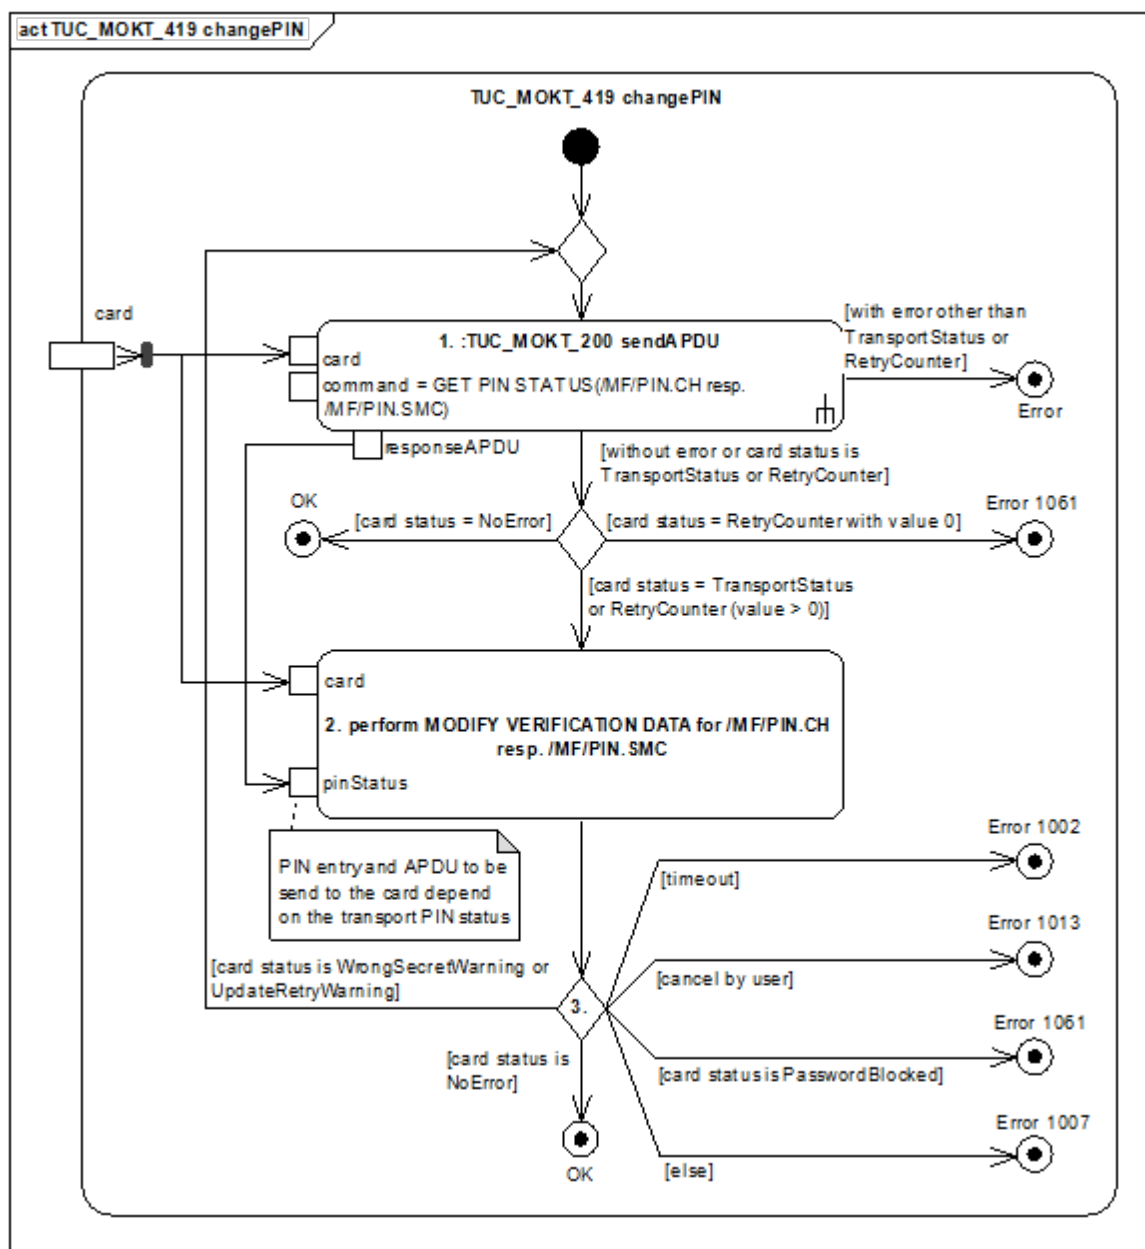 act TUC_MOKT_419 changePIN
TUC_MOKT_419 changePIN
card
1. :TUC_MOKT_200 sendAPDU
card
command = GET PIN STATUS(/MF/PIN.CH resp.
/MF/PIN.SMC)
[with error other than
TransportStatus or
RetryCounter]
Error
responseAPDU
[without error or card status is
TransportStatus or RetryCounter]
OK
[card status = NoError]
[card status = RetryCounter with value 0]
Error 1061
[card status = TransportStatus
or RetryCounter (value > 0)]
card
2. perform MODIFY VERIFICATION DATA for /MF/PIN.CH
resp. /MF/PIN.SMC
pinStatus
PIN entry and APDU to be
send to the card depend
on the transport PIN status
Error 1002
[timeout]
Error 1013
[cancel by user]
[card status is WrongSecretWarning or
UpdateRetryWarning]
3.
Error 1061
[card status is PasswordBlocked]
[card status is
NoError]
OK
Error 1007
[else]